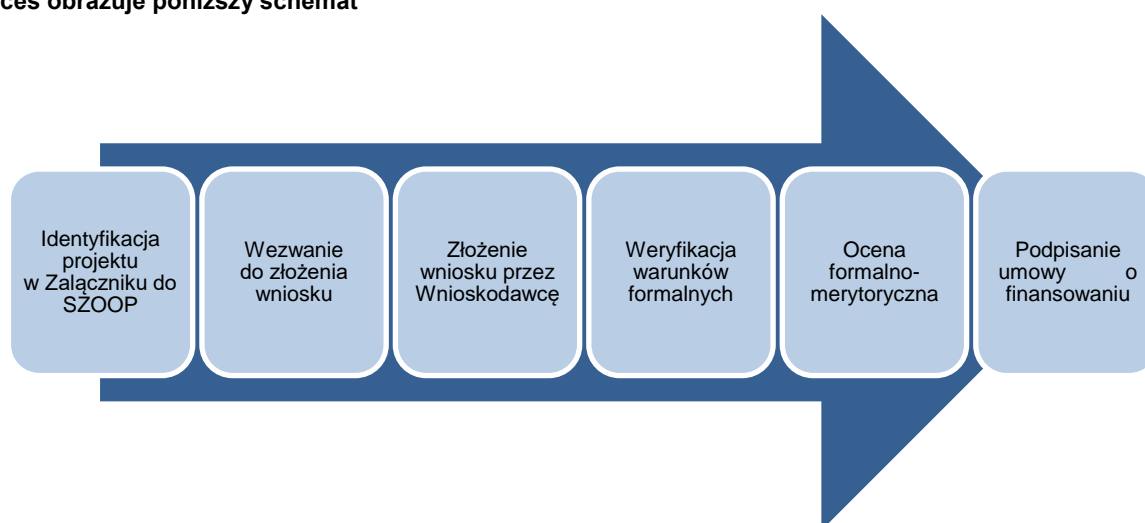 ces obrazuje poniższy schemat
Identyfikacja
projektu
w Załączniku do
SZOOP
Wezwanie
do złożenia
wniosku
Złożenie
wniosku przez
Wnioskodawcę
Weryfikacja
warunków
formalnych
Ocena
formalno-
merytoryczna
Podpisanie
umowy o
finansowaniu